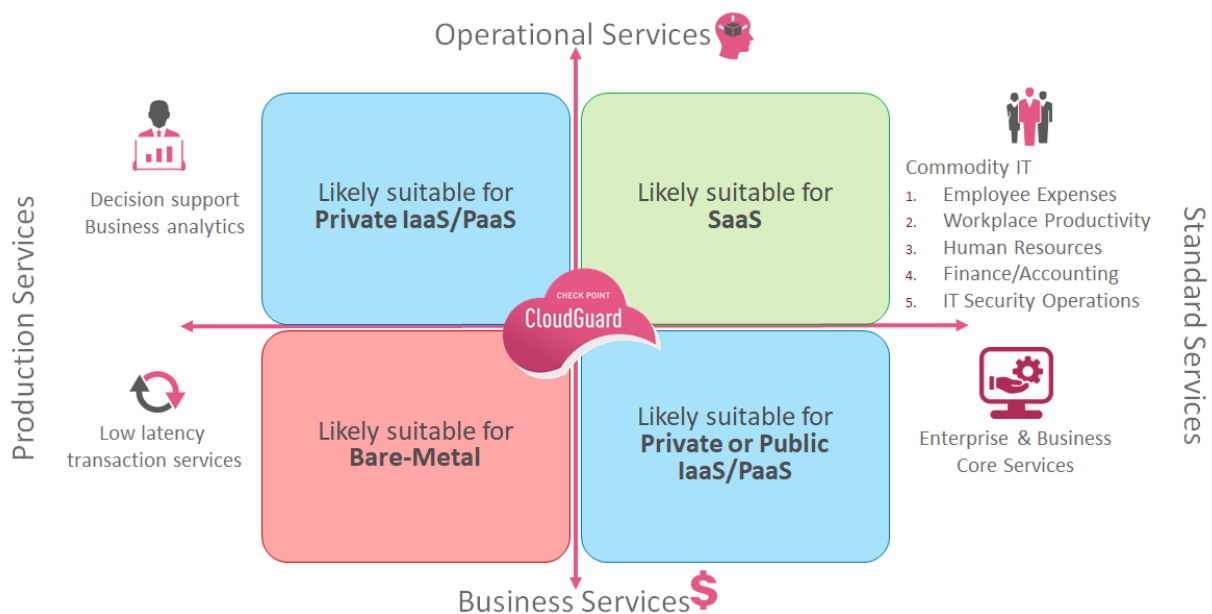 Operational Services
Decision support
Business analytics
Likely suitable for
Private IaaS/PaaS
Likely suitable for
SaaS
Commodity IT
1. Employee Expenses
2. Workplace Productivity
3. Human Resources
4. Finance/Accounting
5. IT Security Operations
Production Services
Standard Services
CHECK POINT
CloudGuard
Low latency
transaction services
Likely suitable for
Bare-Metal
Likely suitable for
Private or Public
IaaS/PaaS
Enterprise & Business
Core Services
Business Services $